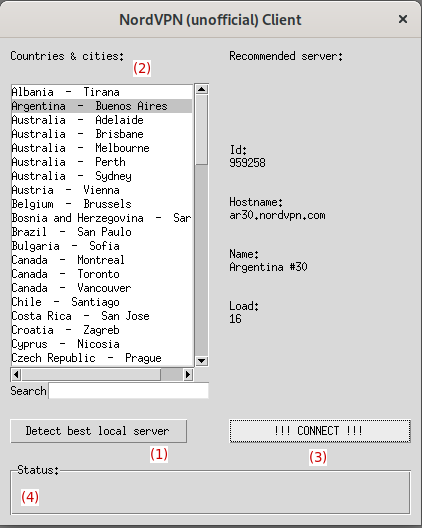 NordVPN (unofficial) Client
Countries & cities:
(2)
Albania - Tirana
Argentina - Buenos Aires
Australia - Adelaide
Australia - Brisbane
Australia - Melbourne
Australia - Perth
Australia - Sydney
Austria - Vienna
Belgium - Brussels
Bosnia and Herzegovina - Sar
Brazil - San Paulo
Bulgaria - Sofia
Canada - Montreal
Canada - Toronto
Canada - Vancouver
Chile - Santiago
Costa Rica - San Jose
Croatia - Zagreb
Cyprus - Nicosia
Czech Republic - Prague
Search
Detect best local server
(1)
Recommended server:
Id:
959258
Hostname:
ar30.nordvpn.com
Name:
Argentina #30
Load:
16
!!! CONNECT !!!
(3)
Status:
(4)